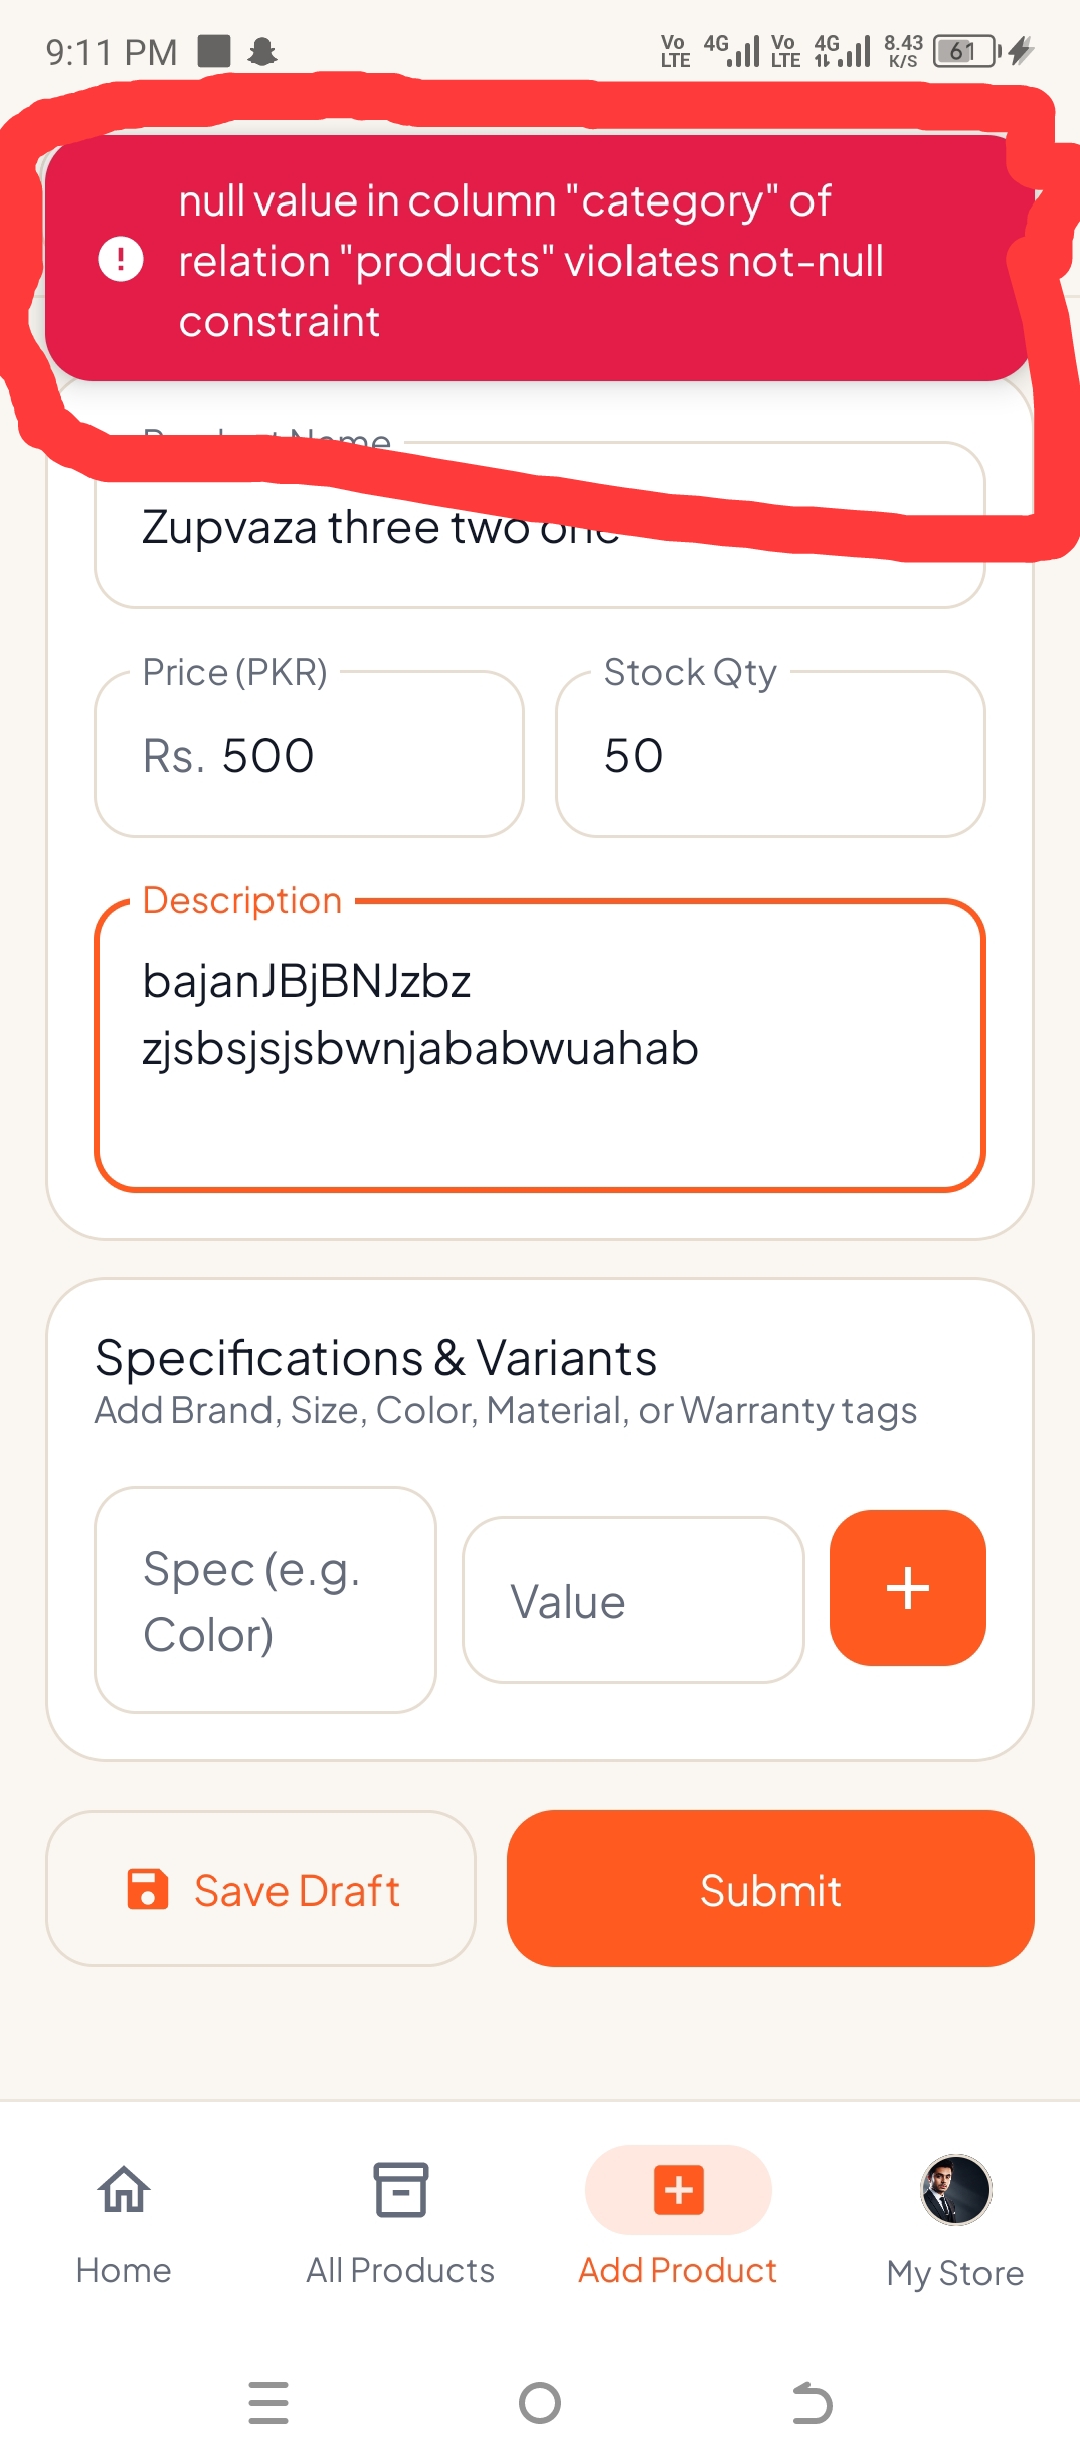 9:11 PM
Vo LTE 4G Vo LTE 4G 8.43 K/S 61
null value in column "category" of
relation "products" violates not-null
constraint
Product Name
Zupvaza three two one
Price (PKR)
Stock Qty
Rs. 500
50
Description
bajanJBjBNJzbz
zjsbsjsjsbwnjababwuahab
Specifications & Variants
Add Brand, Size, Color, Material, or Warranty tags
Spec (e.g.
Color)
Value
Save Draft
Submit
Home
All Products
Add Product
My Store